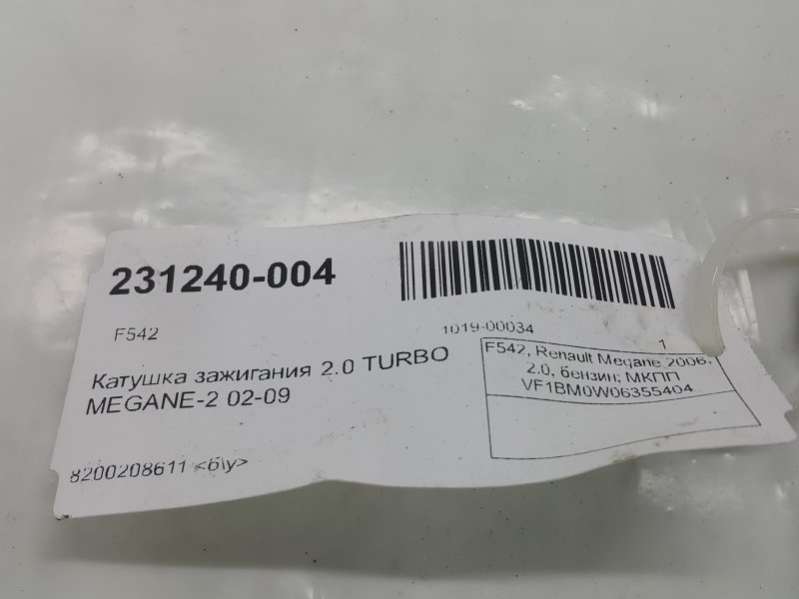 231240-004
F542
1019-00034
1
Катушка зажигания 2.0 TURBO
MEGANE-2 02-09
F542, Renault Megane 2006,
2.0, бензин, МКПП
VF1BM0W06355404
8200208611 <б\у>